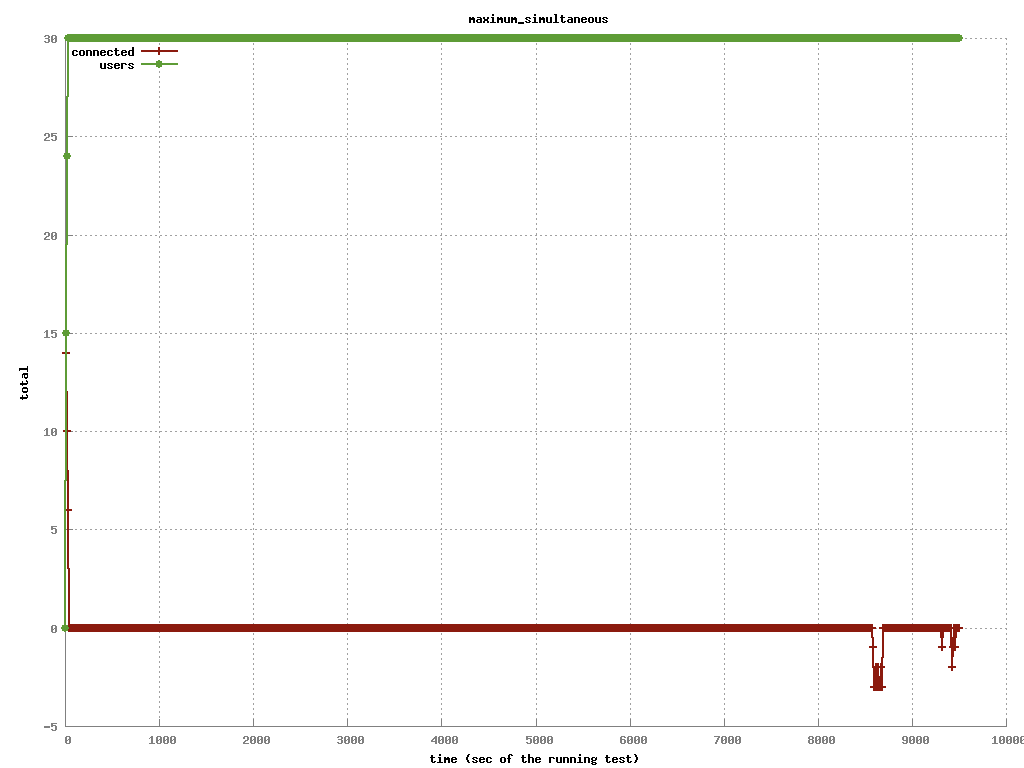 maximum_simultaneous
30
connected
users
25
20
15
total
10
5
0
-5
0 1000 2000 3000 4000 5000 6000 7000 8000 9000 10000
time (sec of the running test)